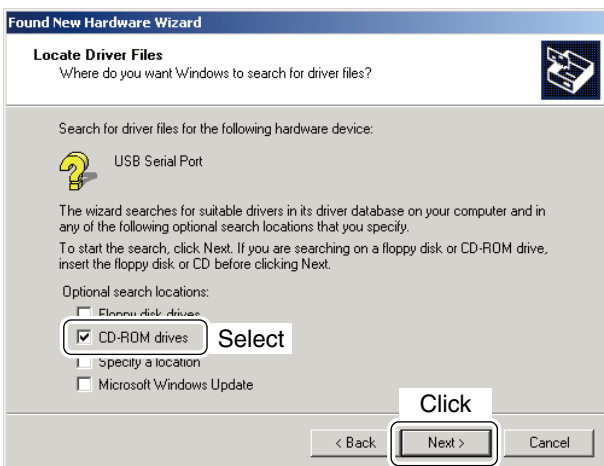 Found New Hardware Wizard
Locate Driver Files
Where do you want Windows to search for driver files?
Search for driver files for the following hardware device:
USB Serial Port
The wizard searches for suitable drivers in its driver database on your computer and in
any of the following optional search locations that you specify.
To start the search, click Next. If you are searching on a floppy disk or CD-ROM drive,
insert the floppy disk or CD before clicking Next.
Optional search locations:
Floppy disk drives
CD-ROM drives Select
Specify a location
Microsoft Windows Update
Click
< Back Next > Cancel